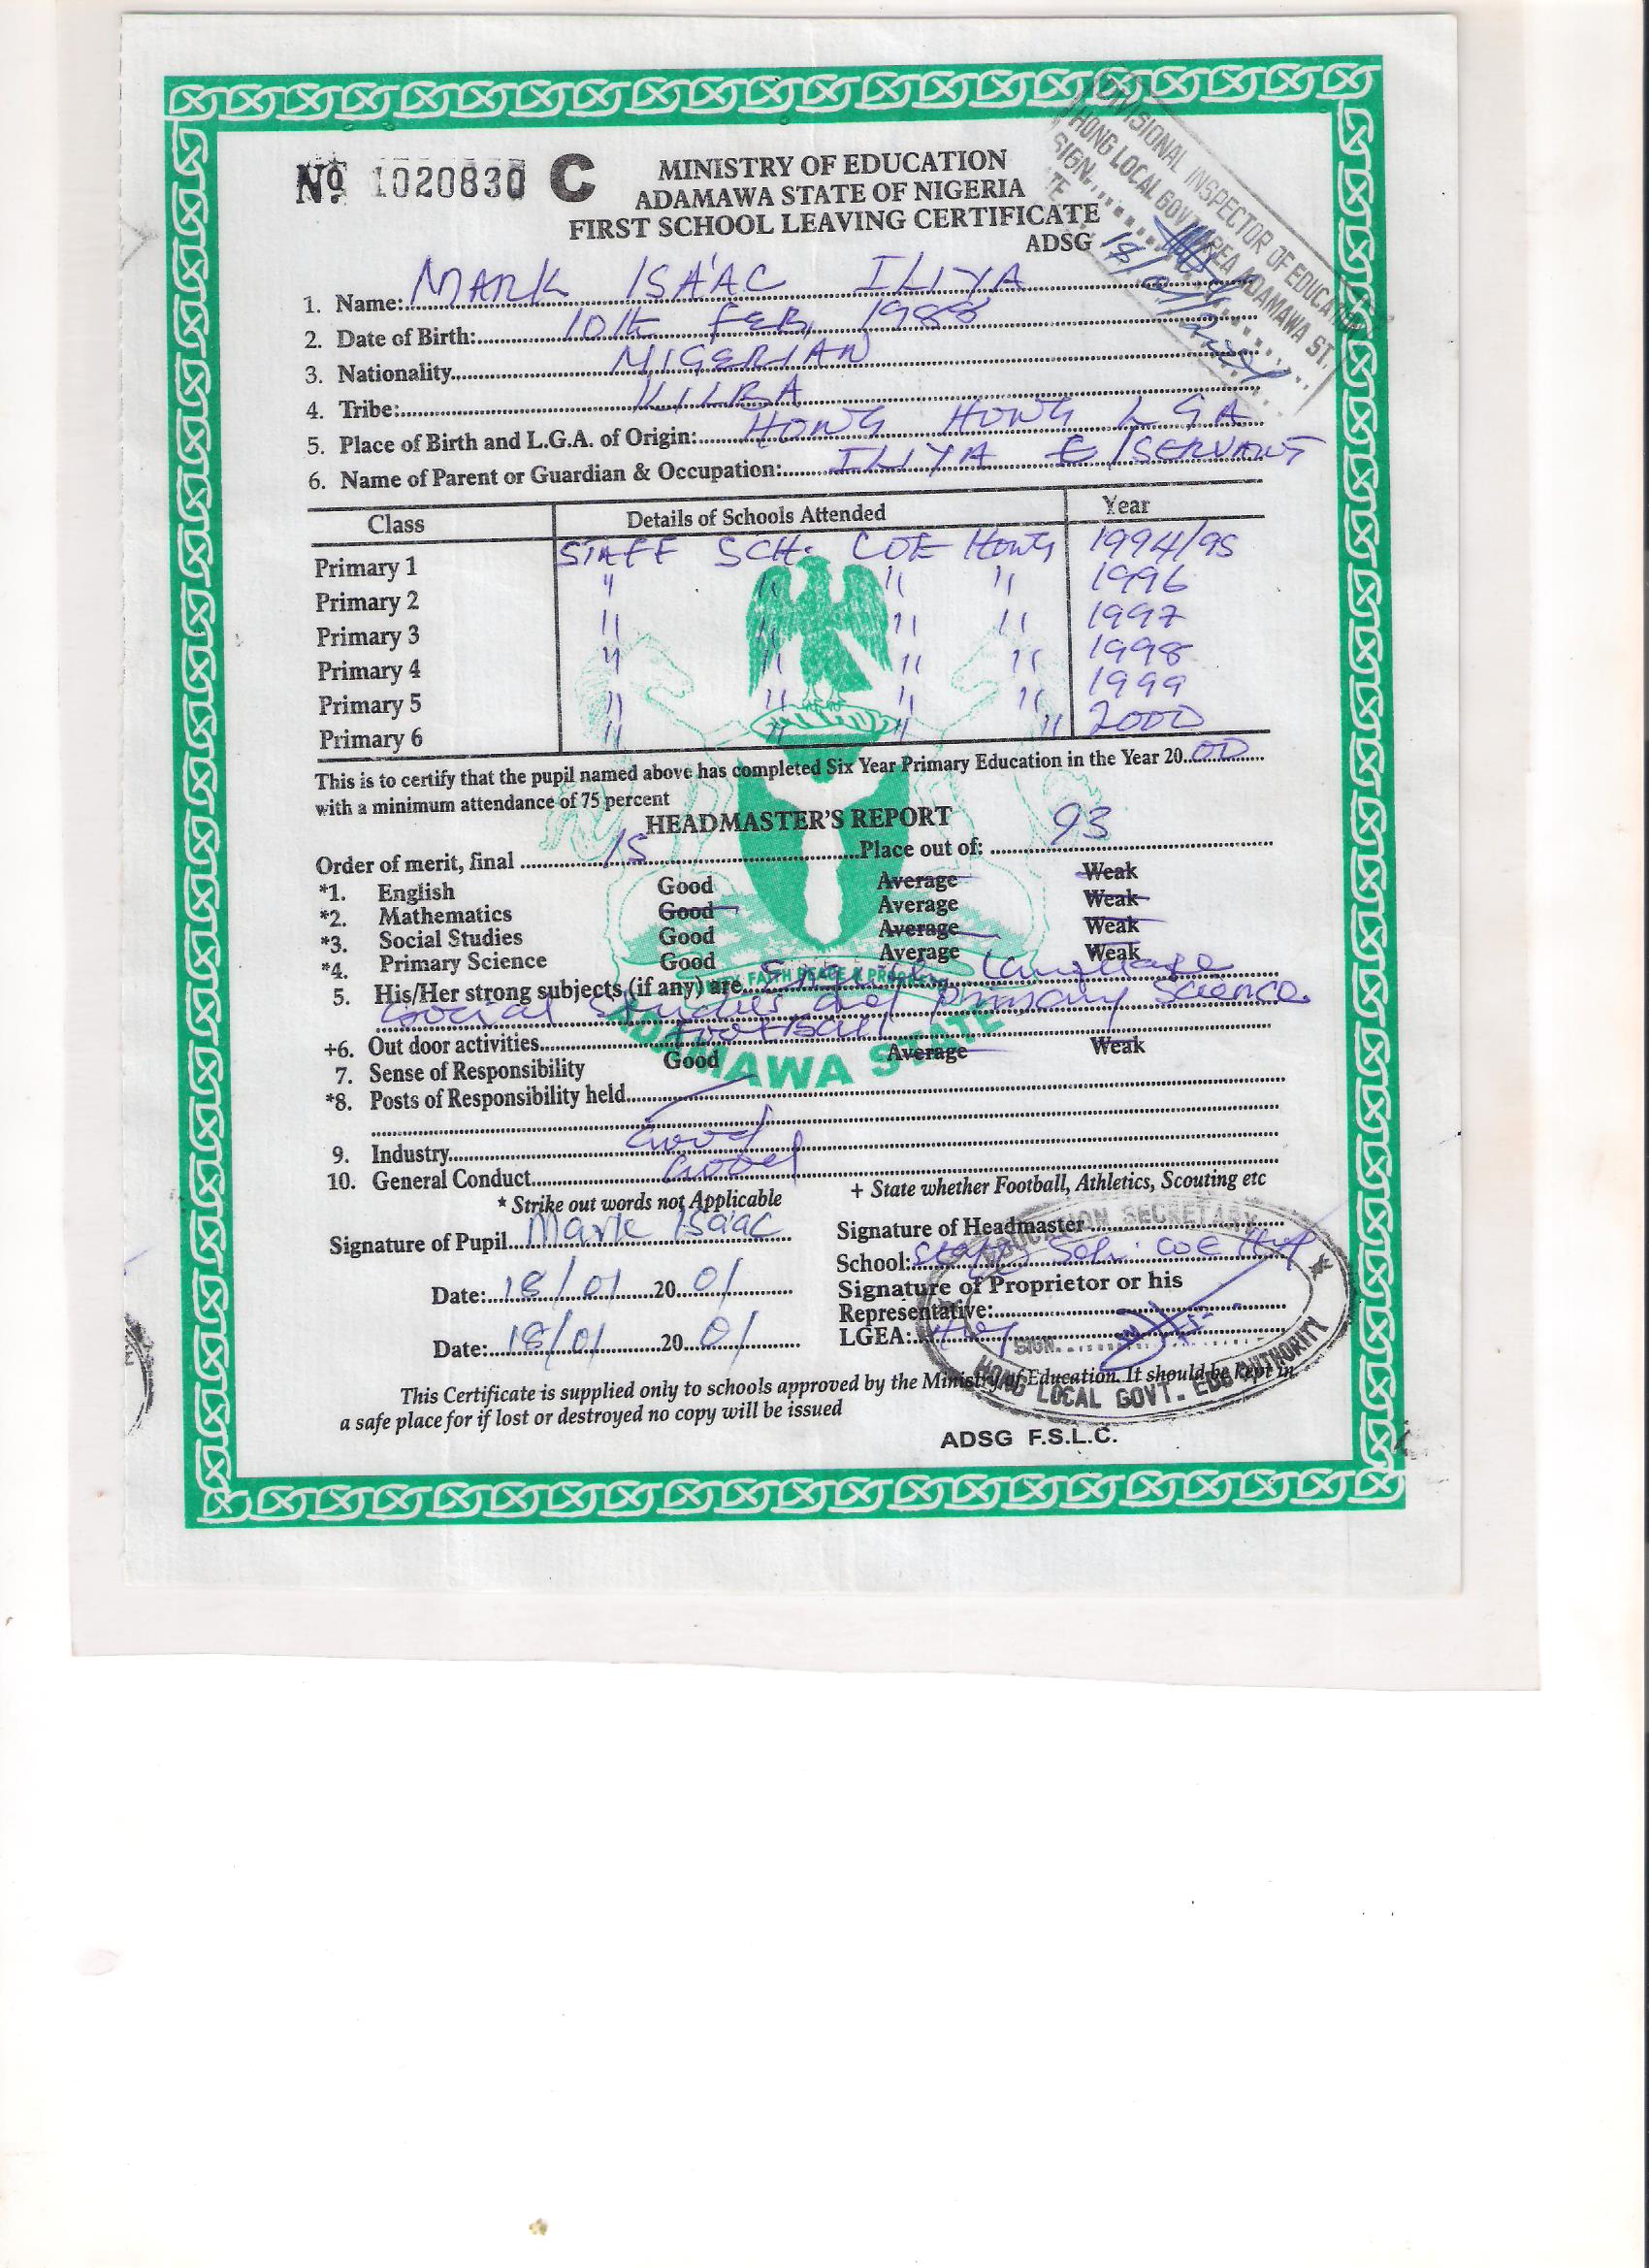 Nº 1020830 C
MINISTRY OF EDUCATION
ADAMAWA STATE OF NIGERIA
FIRST SCHOOL LEAVING CERTIFICATE
ADSG
DIVISIONAL INSPECTOR OF EDUCATION
HONG LOCAL GOVT AREA ADAMAWA ST.
SIGN.
1. Name: MARK ISA'AC ILIYA
2. Date of Birth: 10th FEB, 1988
3. Nationality NIGERIAN
4. Tribe: KILBA
5. Place of Birth and L.G.A. of Origin: HONG HONG LGA
6. Name of Parent or Guardian & Occupation: ILIYA E/SERVANT
Class Details of Schools Attended Year
Primary 1 STAFF SCH. COE HONG 1994/95
Primary 2 " " " " 1996
Primary 3 " " " " 1997
Primary 4 " " " " 1998
Primary 5 " " " " 1999
Primary 6 " " " " 2000
This is to certify that the pupil named above has completed Six Year Primary Education in the Year 20 00
with a minimum attendance of 75 percent
HEADMASTER'S REPORT
Order of merit, final 15 Place out of: 93
*1. English Good Average Weak
*2. Mathematics Good Average Weak
*3. Social Studies Good Average Weak
*4. Primary Science Good Average Weak
5. His/Her strong subjects (if any) are English Language
Social Studies and primary Science.
+6. Out door activities FootBall
7. Sense of Responsibility Good Average Weak
*8. Posts of Responsibility held
9. Industry Good
10. General Conduct Good
* Strike out words not Applicable + State whether Football, Athletics, Scouting etc
Signature of Pupil Mark Isa'ac
Signature of Headmaster
School: Staff Sch. COE
Date: 18/01 20 01
Signature of Proprietor or his
Representative:
Date: 18/01 20 01
LGEA:
EDUCATION SECRETARY
SIGN.
HONG LOCAL GOVT. EDU AUTHORITY
This Certificate is supplied only to schools approved by the Ministry of Education. It should be kept in
a safe place for if lost or destroyed no copy will be issued
ADSG F.S.L.C.
FAITH PEACE & PROGRESS
ADAMAWA STATE